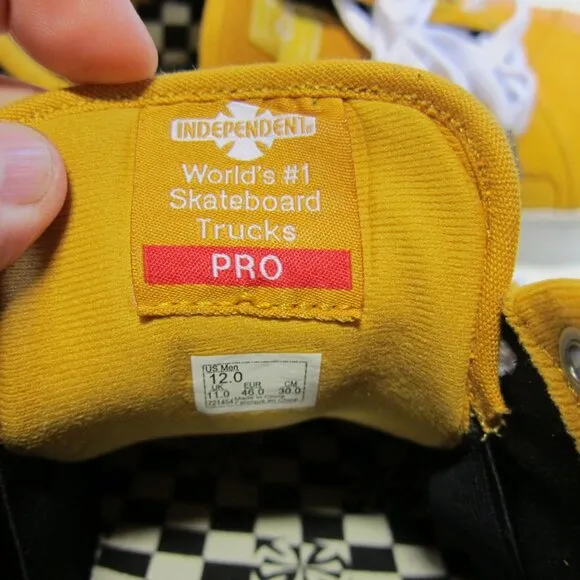 INDEPENDENT
World's #1
Skateboard
Trucks
PRO
US Men
12.0
UK EUR CM
11.0 46.0 30.0
721454 Made in China